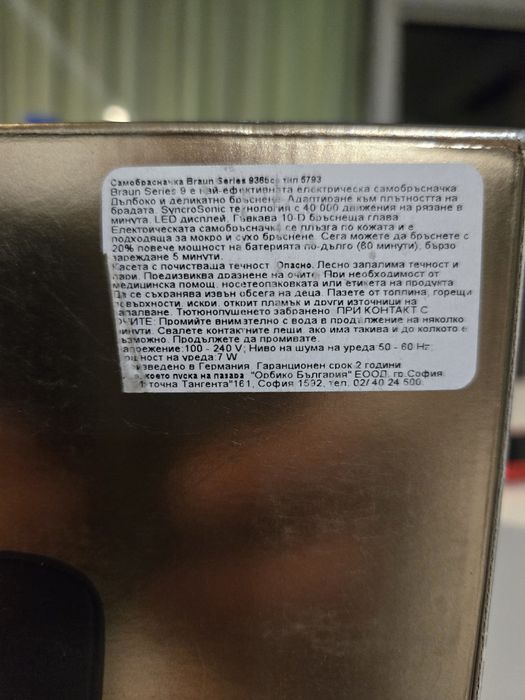 Самобрасначка Braun Series 9365cc тип 5793
Braun Series 9 е най-ефективната електрическа самобръсначка
Дълбоко и деликатно бръснене. Адаптиране към плътността на
брадата. SyncroSonic технология с 40 000 движения на рязане в
минута. LED дисплей. Гъвкава 10-D бръснеща глава
Електрическата самобръсначка се плъзга по кожата и е
подходяща за мокро и сухо бръснене. Сега можете да бръснете с
20% повече мощност на батерията по-дълго (60 минути), бързо
зареждане 5 минути.
Касета с почистваща течност. Опасно. Лесно запалима течност и
пари. Предизвиква дразнене на очите. При необходимост от
медицинска помощ, носете опаковката или етикета на продукта
Да се съхранява извън обсега на деца. Пазете от топлина, горещи
повърхности, искри, открит пламък и други източници на
запалване. Тютюнопушенето забранено. ПРИ КОНТАКТ С
ОЧИТЕ: Промийте внимателно с вода в продължение на няколко
минути. Свалете контактните лещи, ако има такива и до колкото е
възможно. Продължете да промивате.
Напрежение:100 - 240 V; Ниво на шума на уреда:50 - 60 Hz;
мощност на уреда:7 W
Произведено в Германия Гаранционен срок 2 години
което пуска на пазара: "Орбико България" ЕООД, гр.София
точна Тангента"161, София 1592, тел. 02/ 40 24 500